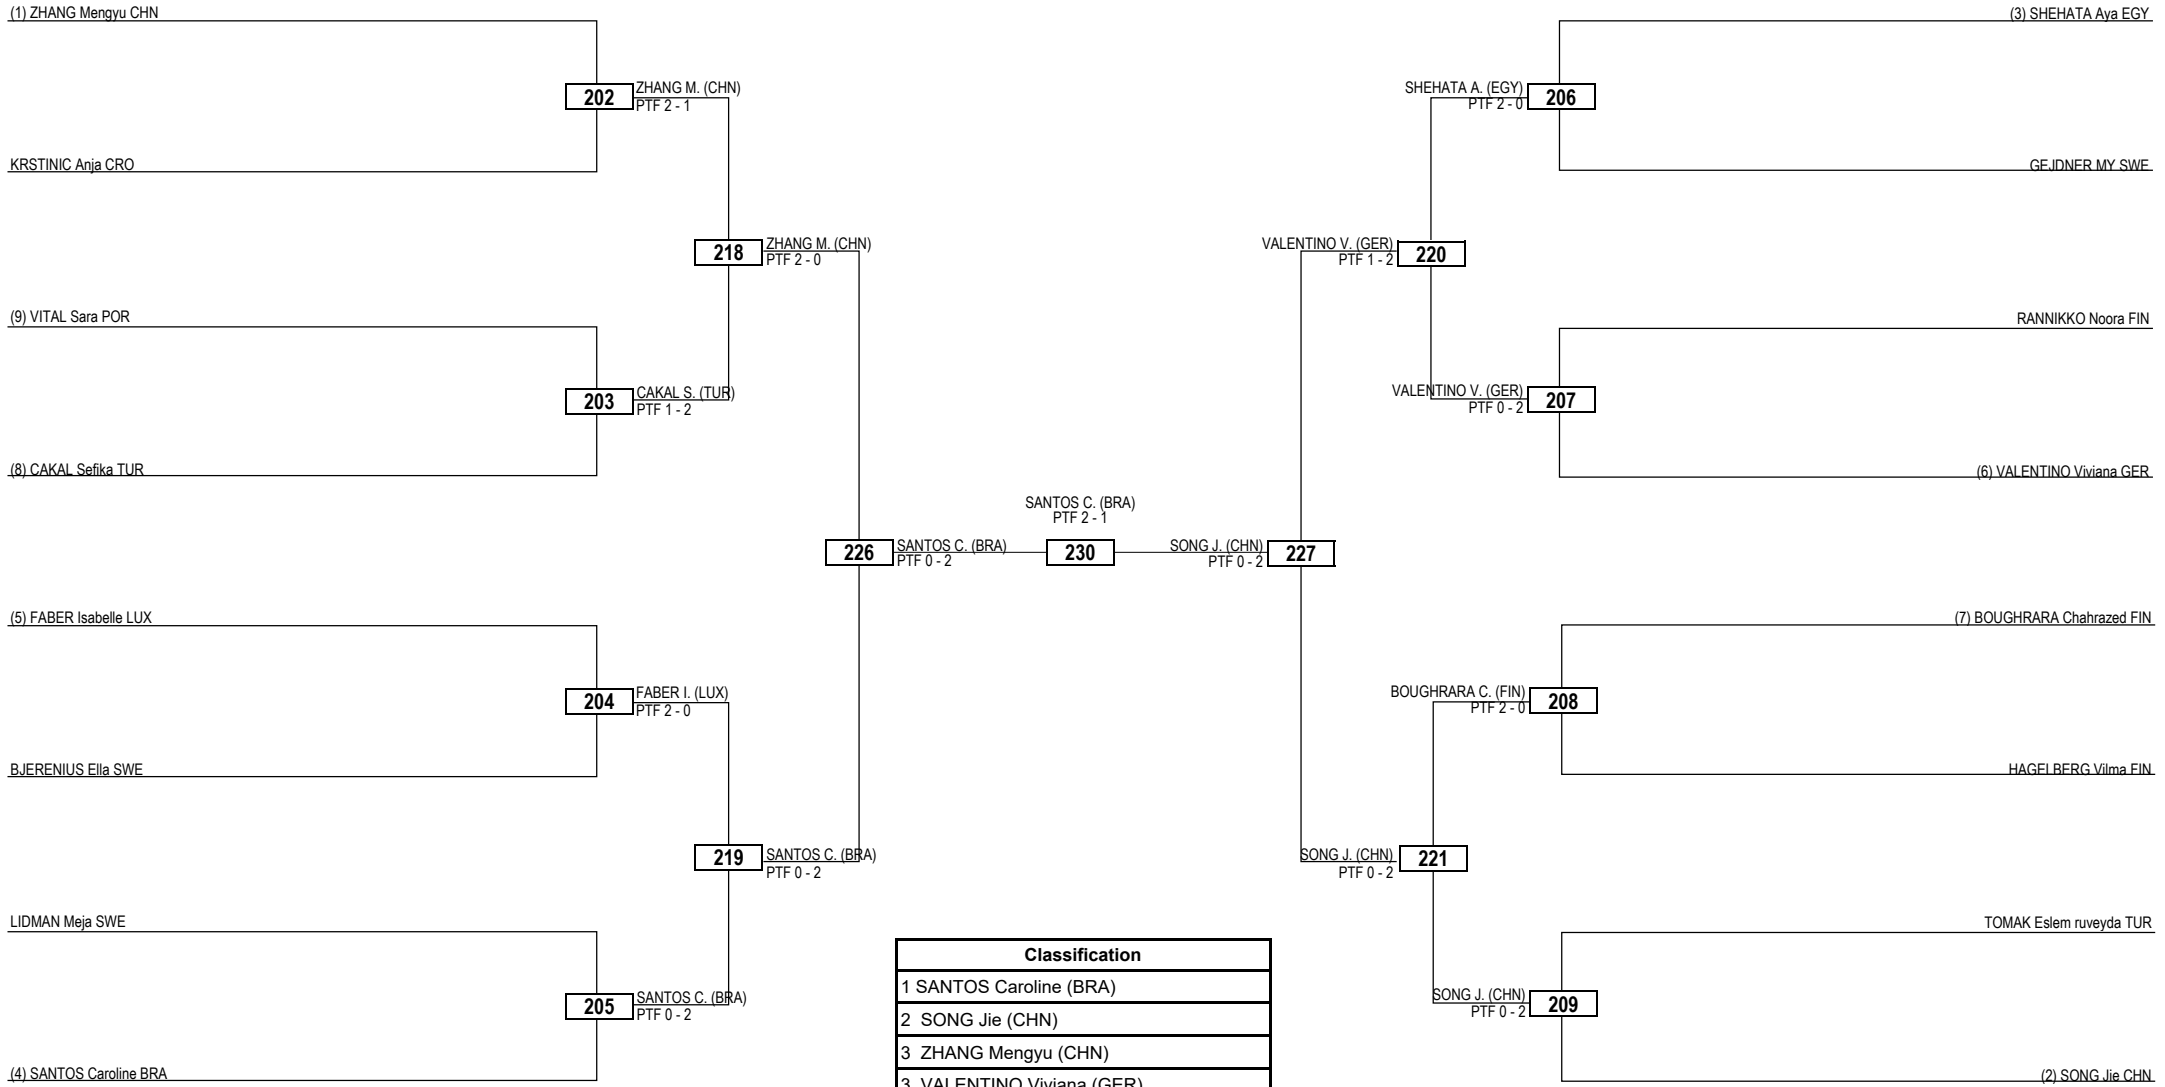 (1) ZHANG Mengyu CHN
(3) SHEHATA Aya EGY
202
ZHANG M. (CHN)
PTF 2 - 1
SHEHATA A. (EGY)
PTF 2 - 0
206
KRSTINIC Anja CRO
GEJDNER MY SWE
218
ZHANG M. (CHN)
PTF 2 - 0
VALENTINO V. (GER)
PTF 1 - 2
220
(9) VITAL Sara POR
RANNIKKO Noora FIN
203
CAKAL S. (TUR)
PTF 1 - 2
VALENTINO V. (GER)
PTF 0 - 2
207
(8) CAKAL Sefika TUR
(6) VALENTINO Viviana GER
SANTOS C. (BRA)
PTF 2 - 1
226
SANTOS C. (BRA)
PTF 0 - 2
230
SONG J. (CHN)
PTF 0 - 2
227
(5) FABER Isabelle LUX
(7) BOUGHRARA Chahrazed FIN
204
FABER I. (LUX)
PTF 2 - 0
BOUGHRARA C. (FIN)
PTF 2 - 0
208
BJERENIUS Ella SWE
HAGELBERG Vilma FIN
219
SANTOS C. (BRA)
PTF 0 - 2
SONG J. (CHN)
PTF 0 - 2
221
LIDMAN Meja SWE
TOMAK Eslem ruveyda TUR
205
SANTOS C. (BRA)
PTF 0 - 2
SONG J. (CHN)
PTF 0 - 2
209
(4) SANTOS Caroline BRA
(2) SONG Jie CHN
Classification
1 SANTOS Caroline (BRA)
2 SONG Jie (CHN)
3 ZHANG Mengyu (CHN)
3 VALENTINO Viviana (GER)